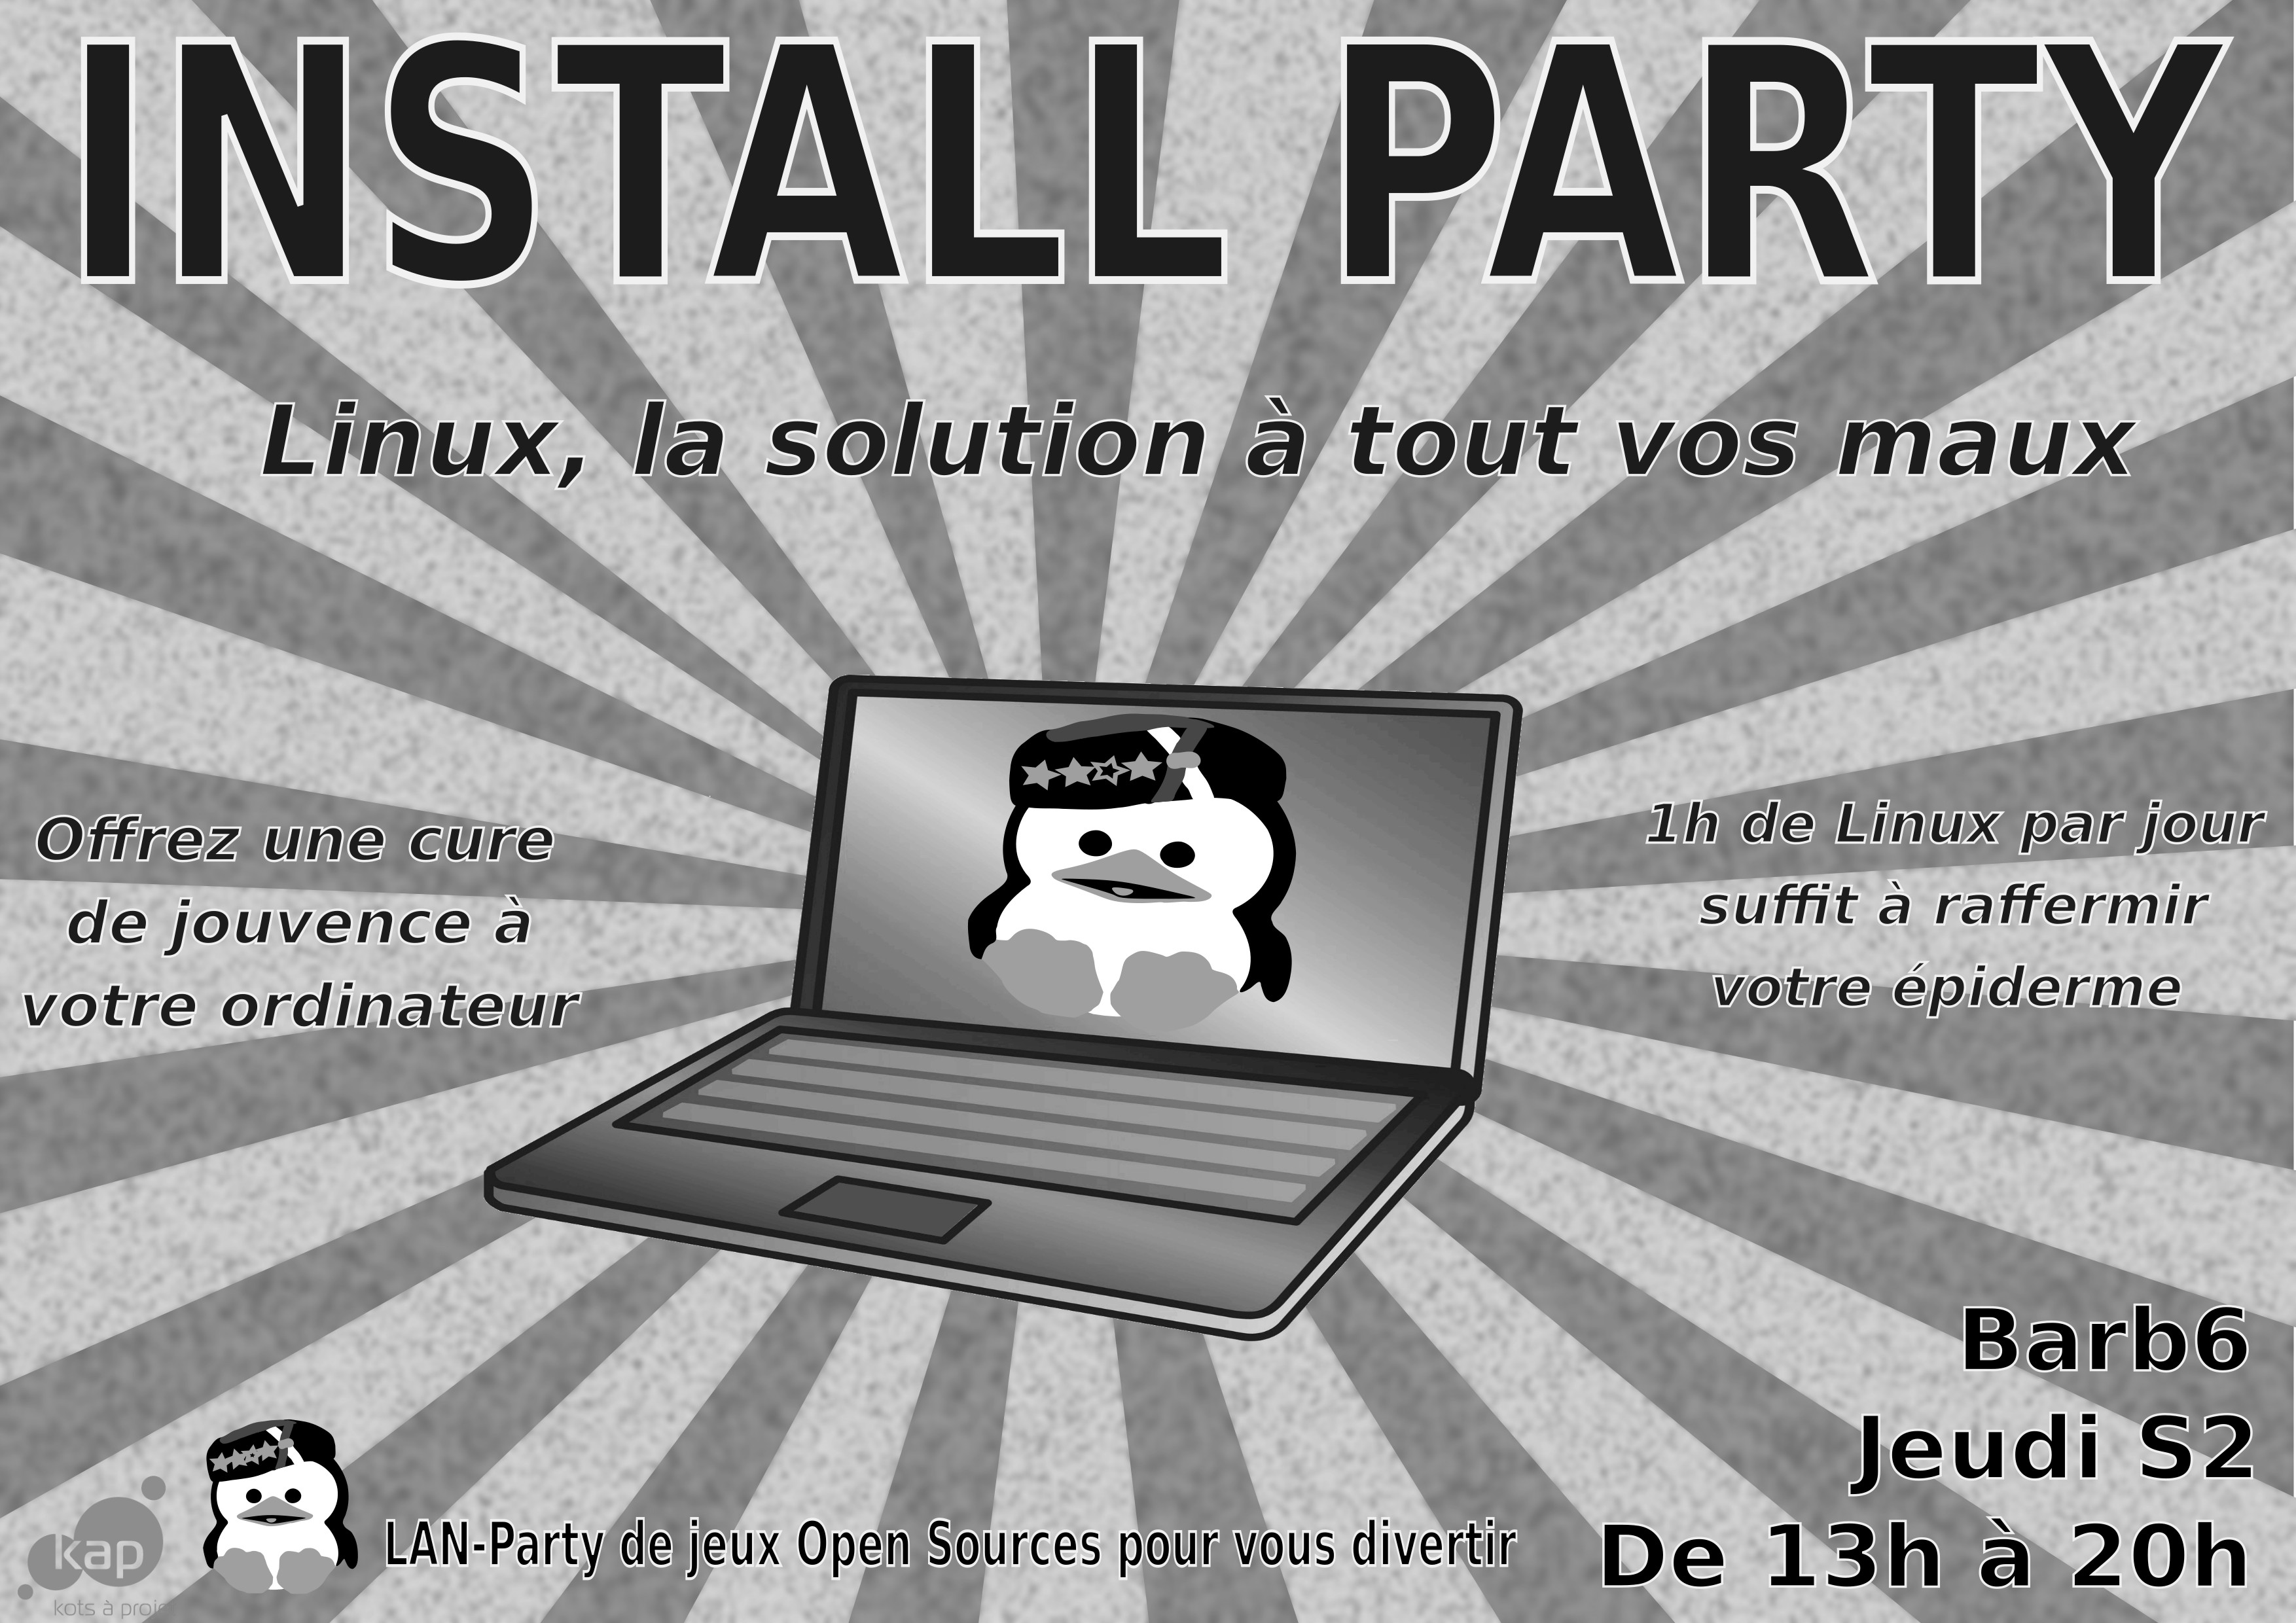 INSTALL PARTY
Linux, la solution à tout vos maux
Offrez une cure
de jouvence à
votre ordinateur
1h de Linux par jour
suffit à raffermir
votre épiderme
Barb6
Jeudi S2
De 13h à 20h
LAN-Party de jeux Open Sources pour vous divertir
kap
kots à